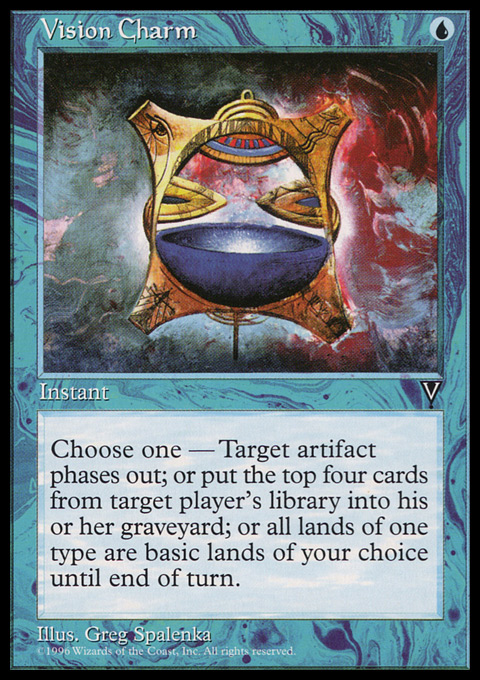 Vision Charm
Instant
V
Choose one — Target artifact
phases out; or put the top four cards
from target player's library into his
or her graveyard; or all lands of one
type are basic lands of your choice
until end of turn.
Illus. Greg Spalenka
©1996 Wizards of the Coast, Inc. All rights reserved.